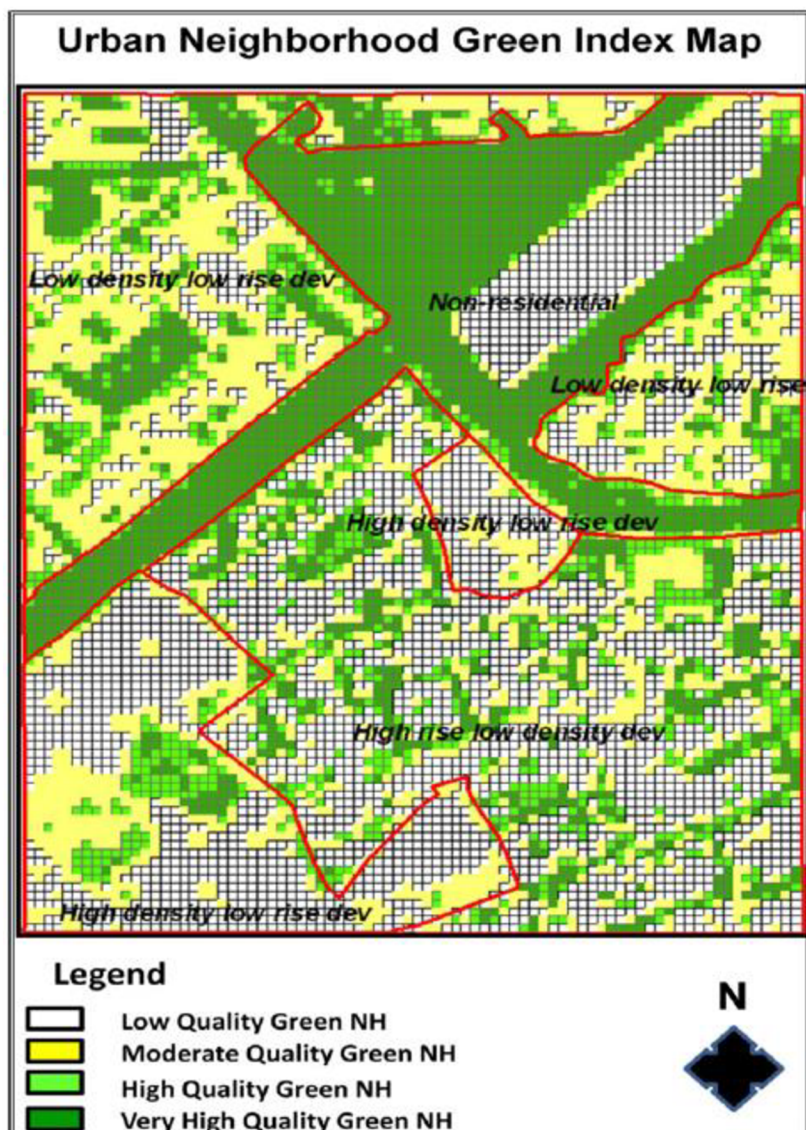 Urban Neighborhood Green Index Map
Low density low rise dev
Non-residential
Low density low rise
High density low rise dev
High rise low density dev
High density low rise dev
Legend
Low Quality Green NH
Moderate Quality Green NH
High Quality Green NH
Very High Quality Green NH
N